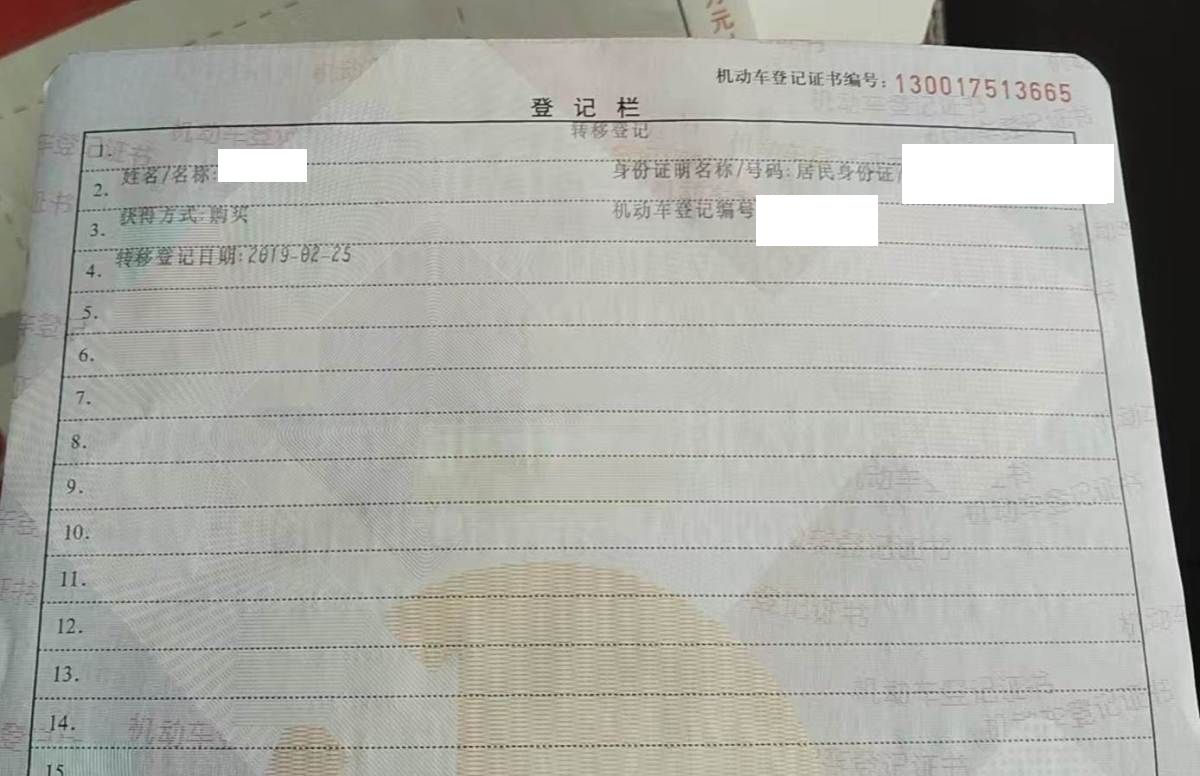 万元
机动车登记证书编号:130017513665
登记栏
转移登记
1.
2. 姓名/名称: 身份证明名称/号码:居民身份证/
3. 获得方式:购买 机动车登记编号
4. 转移登记日期:2019-02-25
5.
6.
7.
8.
9.
10.
11.
12.
13.
14.
15